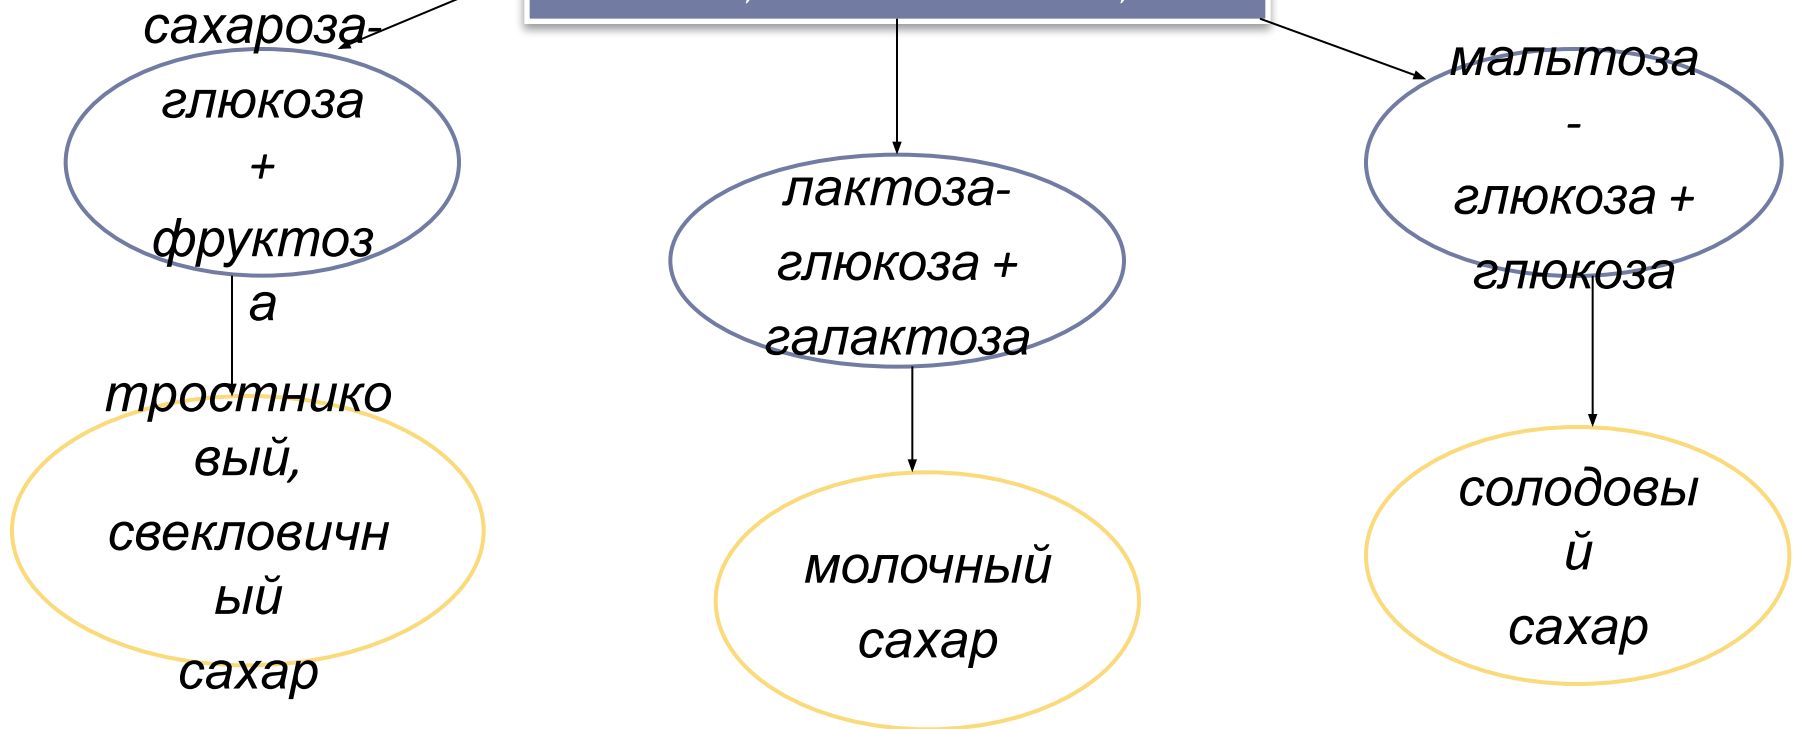 сахароза-
глюкоза
+
фруктоз
а
лактоза-
глюкоза +
галактоза
мальтоза
-
глюкоза +
глюкоза
тростнико
вый,
свекловичн
ый
сахар
молочный
сахар
солодовы
й
сахар